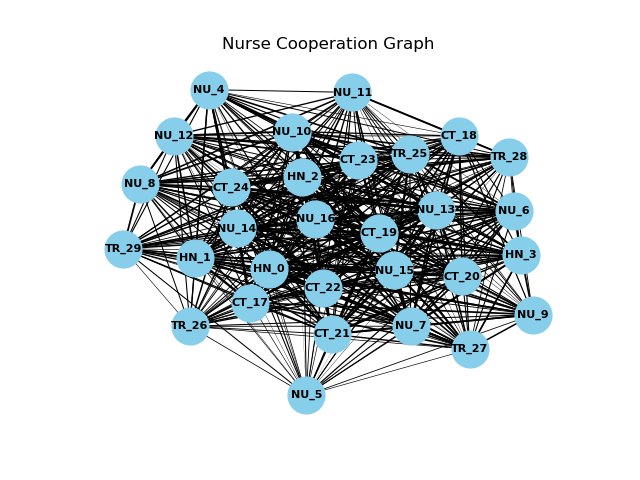 Nurse Cooperation Graph
NU_4
NU_11
NU_12
NU_10
CT_18
CT_23
TR_25
TR_28
HN_2
NU_8
CT_24
NU_16
NU_13
NU_6
NU_14
CT_19
TR_29
HN_1
HN_0
NU_15
CT_20
HN_3
CT_22
CT_17
NU_9
TR_26
CT_21
NU_7
TR_27
NU_5